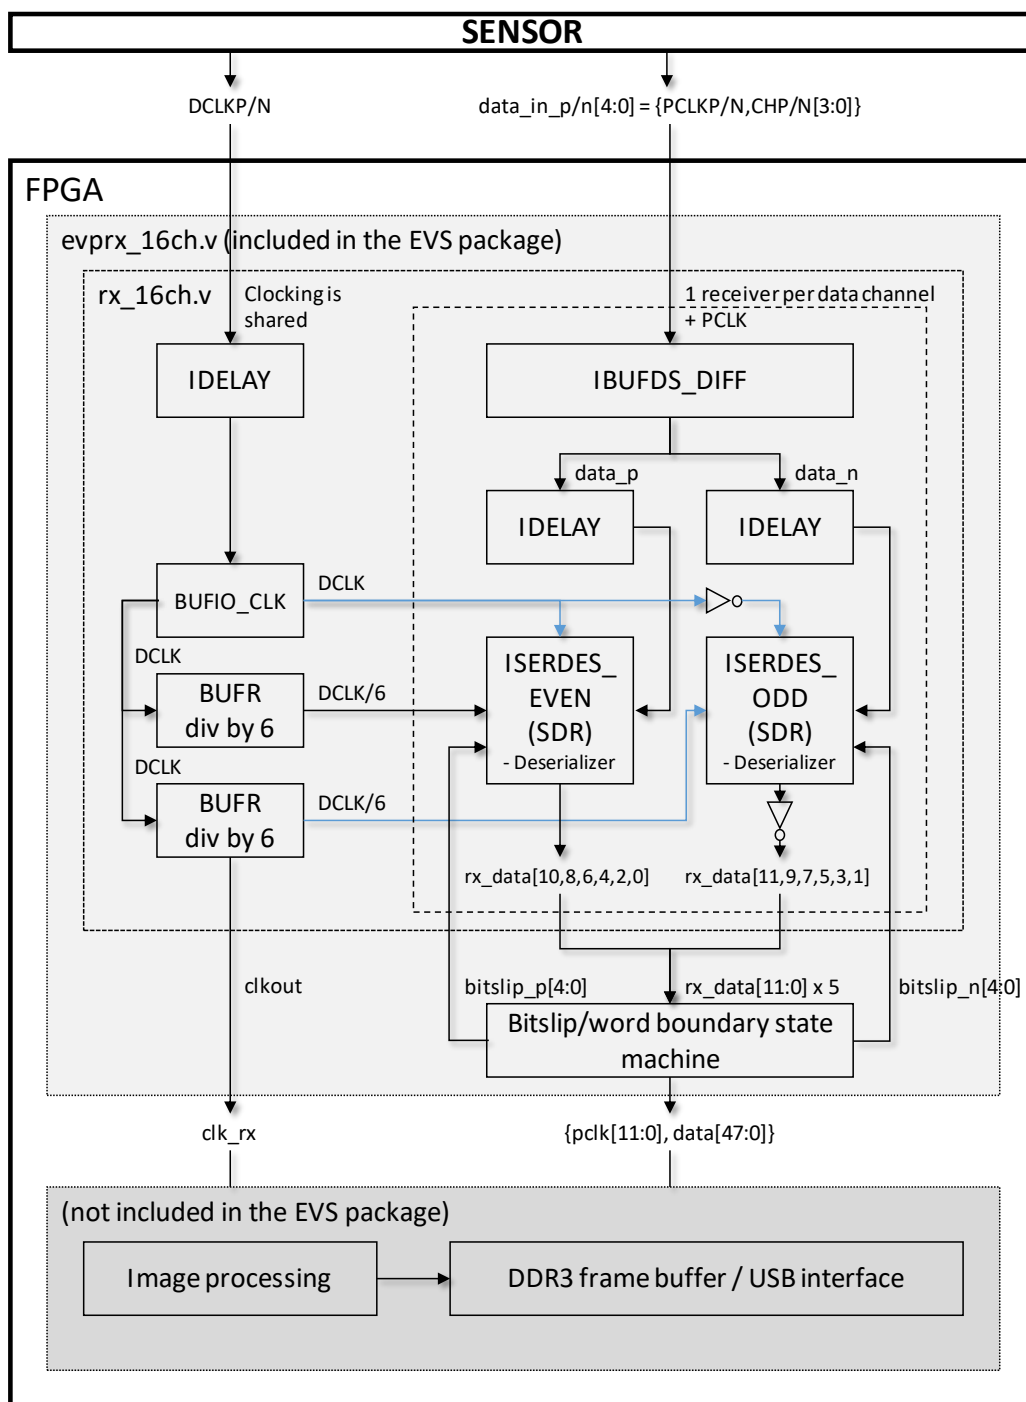 SENSOR
DCLKP/N
data_in_p/n[4:0] = {PCLKP/N,CHP/N[3:0]}
FPGA
evprx_16ch.v (included in the EVS package)
rx_16ch.v
Clocking is
shared
1 receiver per data channel
+ PCLK
IDELAY
IBUFDS_DIFF
data_p
data_n
IDELAY
IDELAY
BUFIO_CLK
DCLK
DCLK
BUFR
div by 6
DCLK/6
ISERDES_
EVEN
(SDR)
- Deserializer
ISERDES_
ODD
(SDR)
- Deserializer
DCLK
BUFR
div by 6
DCLK/6
rx_data[10,8,6,4,2,0]
rx_data[11,9,7,5,3,1]
clkout
bitslip_p[4:0]
rx_data[11:0] x 5
bitslip_n[4:0]
Bitslip/word boundary state
machine
clk_rx
{pclk[11:0], data[47:0]}
(not included in the EVS package)
Image processing
DDR3 frame buffer / USB interface